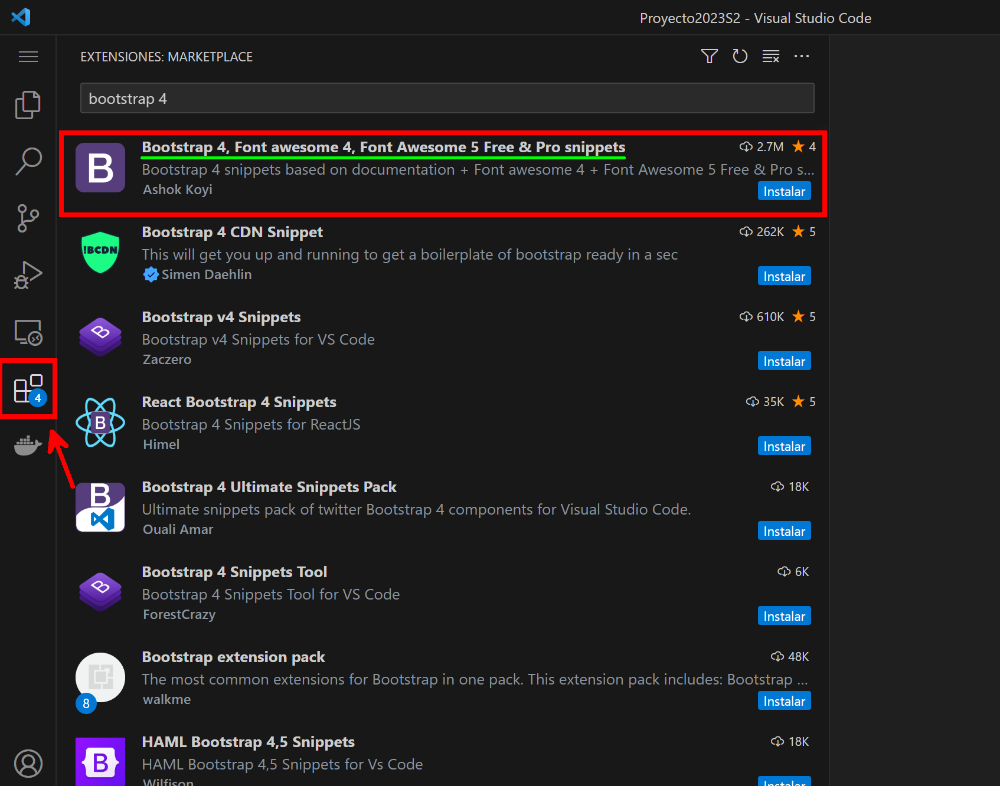 Proyecto2023S2 - Visual Studio Code
EXTENSIONES: MARKETPLACE
bootstrap 4
Bootstrap 4, Font awesome 4, Font Awesome 5 Free & Pro snippets 2.7M 4
Bootstrap 4 snippets based on documentation + Font awesome 4 + Font Awesome 5 Free & Pro s...
B
Ashok Koyi Instalar
Bootstrap 4 CDN Snippet 262K 5
!BCDN
This will get you up and running to get a boilerplate of bootstrap ready in a sec
Simen Daehlin Instalar
Bootstrap v4 Snippets 610K 5
B
Bootstrap v4 Snippets for VS Code
Zaczero Instalar
4
React Bootstrap 4 Snippets 35K 5
B
Bootstrap 4 Snippets for ReactJS
Himel Instalar
Bootstrap 4 Ultimate Snippets Pack 18K
B
Ultimate snippets pack of twitter Bootstrap 4 components for Visual Studio Code.
Ouali Amar Instalar
Bootstrap 4 Snippets Tool 6K
B
Bootstrap 4 Snippets Tool for VS Code
ForestCrazy Instalar
Bootstrap extension pack 48K
The most common extensions for Bootstrap in one pack. This extension pack includes: Bootstrap ...
8
walkme Instalar
HAML Bootstrap 4,5 Snippets 18K
B
HAML Bootstrap 4,5 Snippets for Vs Code
Wilfison Instalar